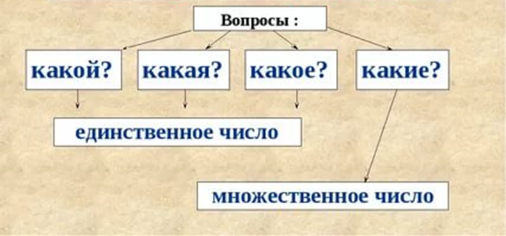 Вопросы :
какой? какая? какое? какие?
единственное число
множественное число